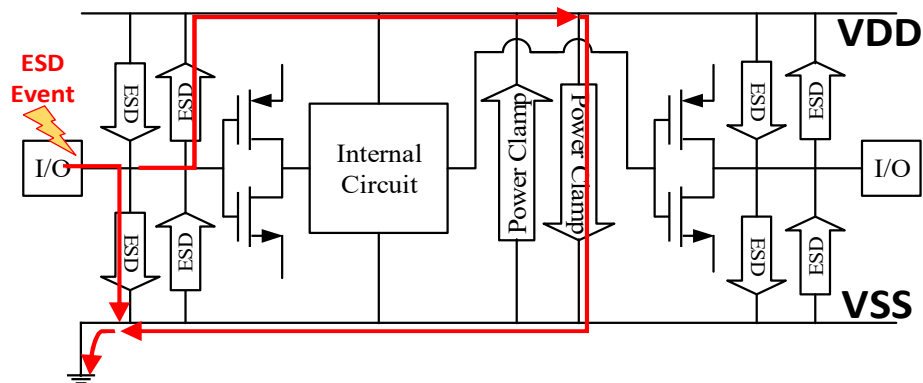 VDD
ESD
Event
ESD
ESD
I/O
Internal
Circuit
Power Clamp
Power Clamp
ESD
ESD
I/O
ESD
ESD
ESD
ESD
VSS